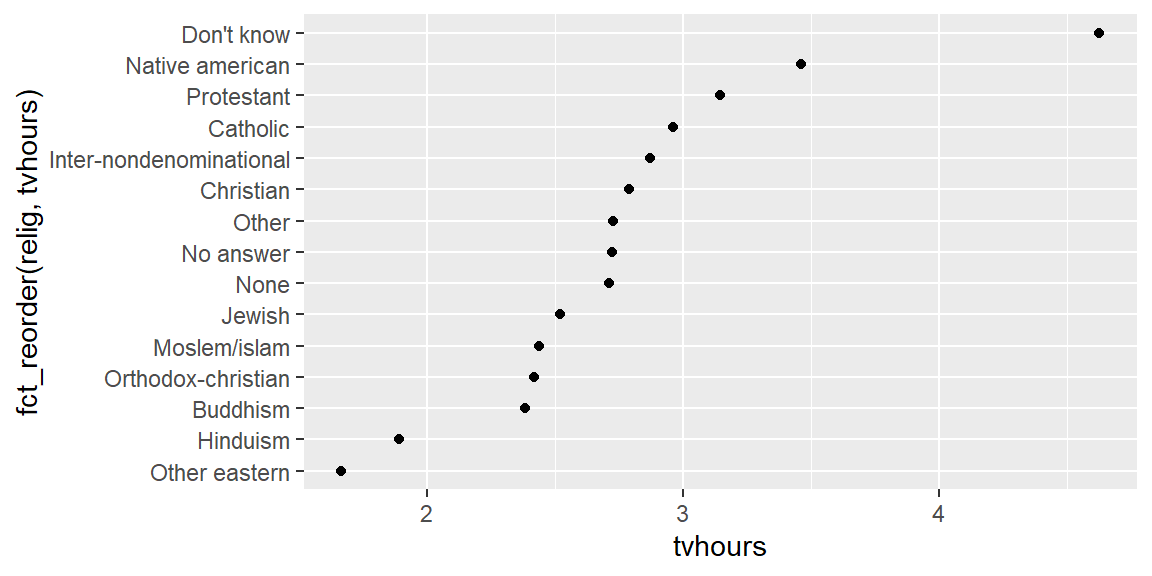 fct_reorder(relig, tvhours)
Don't know
Native american
Protestant
Catholic
Inter-nondenominational
Christian
Other
No answer
None
Jewish
Moslem/islam
Orthodox-christian
Buddhism
Hinduism
Other eastern
2 3 4
tvhours